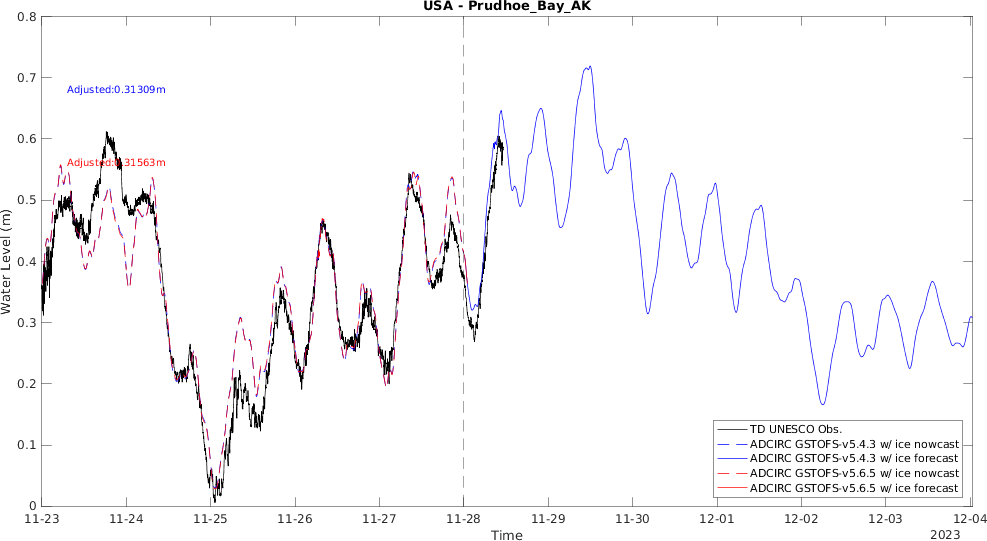 USA - Prudhoe_Bay_AK
0.8
0.7
0.6
0.5
0.4
0.3
0.2
0.1
0
Water Level (m)
Adjusted:0.31309m
Adjusted:0.31563m
TD UNESCO Obs.
ADCIRC GSTOFS-v5.4.3 w/ ice nowcast
ADCIRC GSTOFS-v5.4.3 w/ ice forecast
ADCIRC GSTOFS-v5.6.5 w/ ice nowcast
ADCIRC GSTOFS-v5.6.5 w/ ice forecast
11-23 11-24 11-25 11-26 11-27 11-28 11-29 11-30 12-01 12-02 12-03 12-04
Time
2023